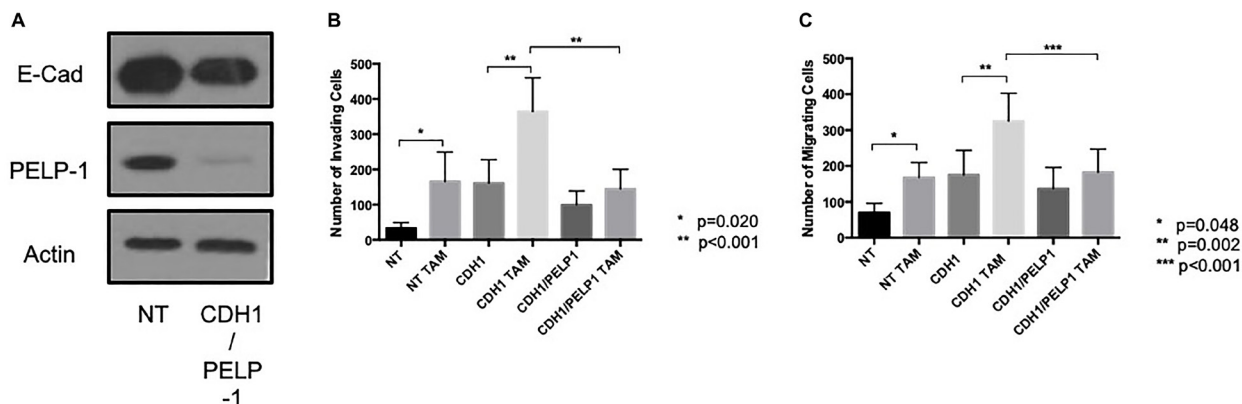 A
E-Cad
PELP-1
Actin
NT
CDH1
/
PELP
-1
B
Number of Invading Cells
500
400
300
200
100
0
*
**
**
NT
NT TAM
CDH1
CDH1 TAM
CDH1/PELP1
CDH1/PELP1 TAM
* p=0.020
** p<0.001
C
Number of Migrating Cells
500
400
300
200
100
0
*
**
***
NT
NT TAM
CDH1
CDH1 TAM
CDH1/PELP1
CDH1/PELP1 TAM
* p=0.048
** p=0.002
*** p<0.001